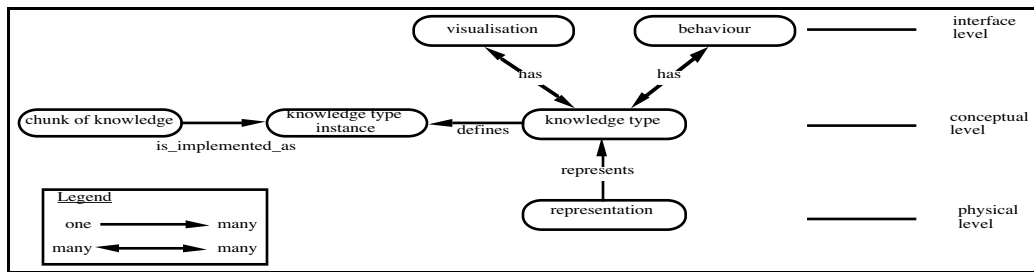 visualisation
behaviour
interface
level
has
has
chunk of knowledge
knowledge type
instance
defines
knowledge type
conceptual
level
is_implemented_as
represents
Legend
one
many
many
many
representation
physical
level